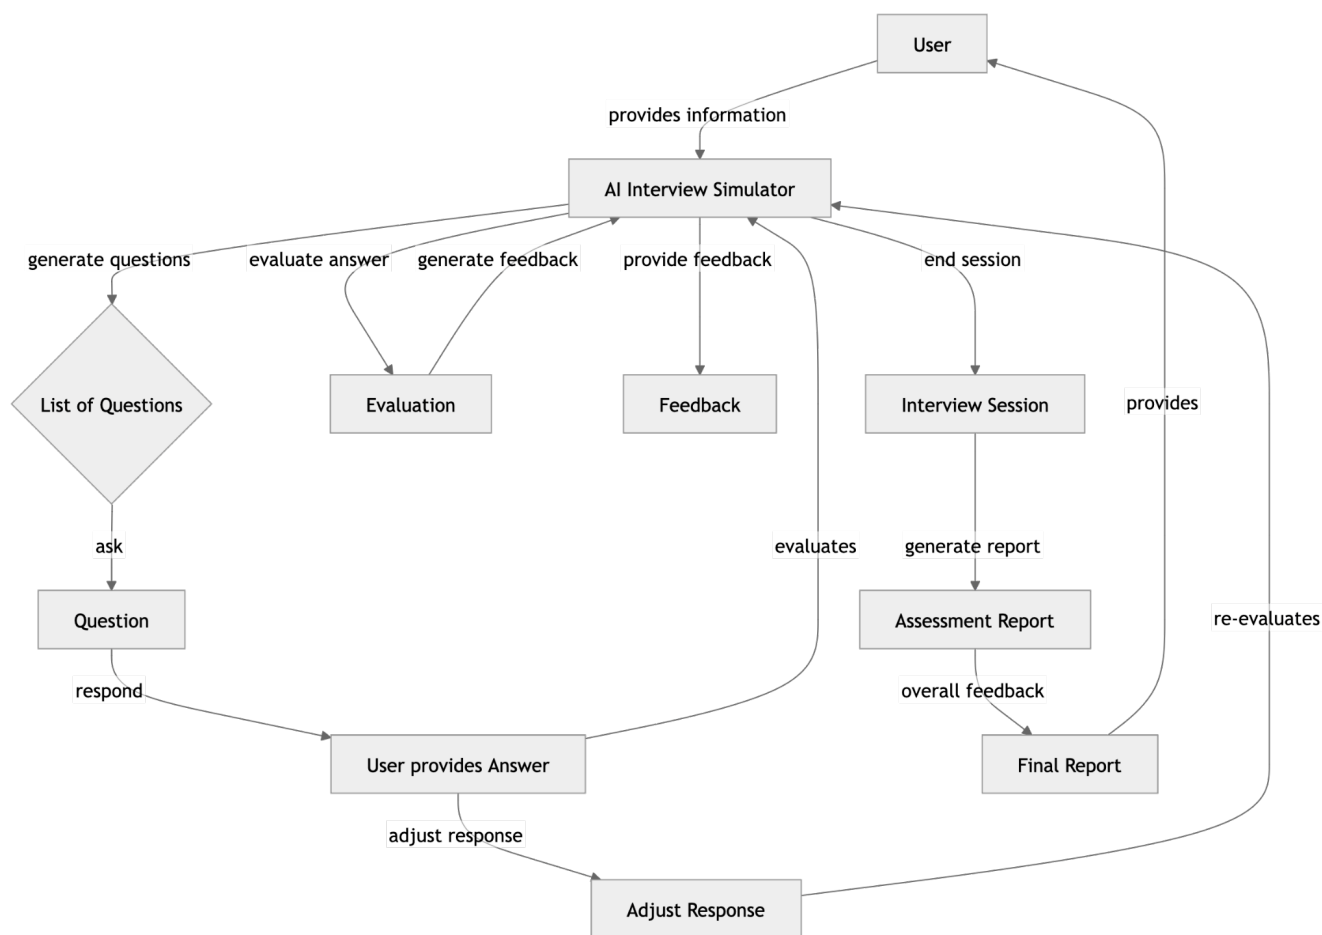 User
provides information
AI Interview Simulator
generate questions
evaluate answer
generate feedback
provide feedback
end session
List of Questions
Evaluation
Feedback
Interview Session
provides
ask
evaluates
generate report
Question
Assessment Report
re-evaluates
respond
overall feedback
User provides Answer
Final Report
adjust response
Adjust Response